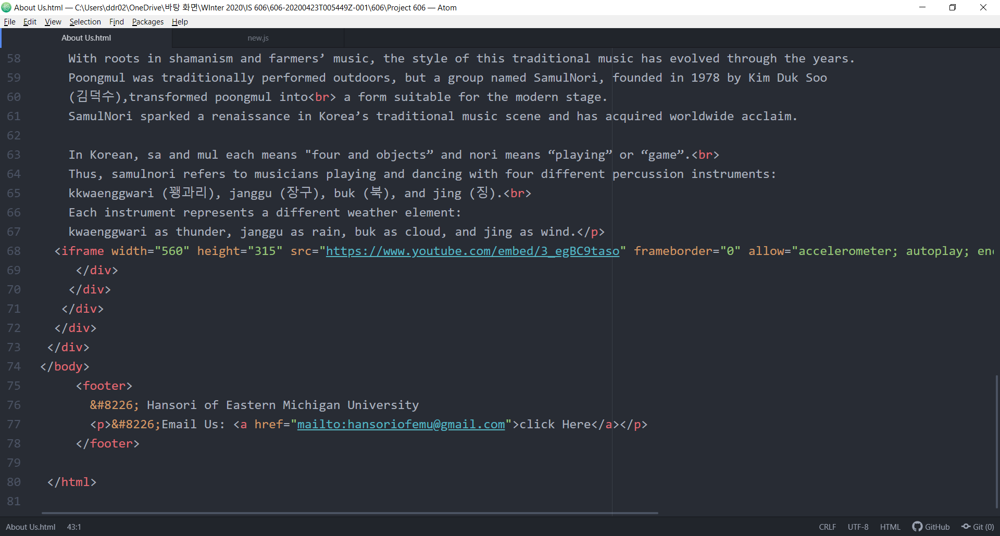 About Us.html — C:\Users\ddr02\OneDrive\바탕 화면\WInter 2020\IS 606\606-20200423T005449Z-001\606\Project 606 — Atom
File Edit View Selection Find Packages Help
About Us.html new.js
58 With roots in shamanism and farmers’ music, the style of this traditional music has evolved through the years.
59 Poongmul was traditionally performed outdoors, but a group named SamulNori, founded in 1978 by Kim Duk Soo
60 (김덕수),transformed poongmul into<br> a form suitable for the modern stage.
61 SamulNori sparked a renaissance in Korea’s traditional music scene and has acquired worldwide acclaim.
62
63 In Korean, sa and mul each means "four and objects” and nori means “playing” or “game”.<br>
64 Thus, samulnori refers to musicians playing and dancing with four different percussion instruments:
65 kkwaenggwari (꽹과리), janggu (장구), buk (북), and jing (징).<br>
66 Each instrument represents a different weather element:
67 kwaenggwari as thunder, janggu as rain, buk as cloud, and jing as wind.</p>
68 <iframe width="560" height="315" src="https://www.youtube.com/embed/3_egBC9taso" frameborder="0" allow="accelerometer; autoplay;
69 </div>
70 </div>
71 </div>
72 </div>
73 </div>
74 </body>
75 <footer>
76 &#8226; Hansori of Eastern Michigan University
77 <p>&#8226;Email Us: <a href="mailto:hansoriofemu@gmail.com">click Here</a></p>
78 </footer>
79
80 </html>
81
About Us.html 43:1 CRLF UTF-8 HTML GitHub Git (0)